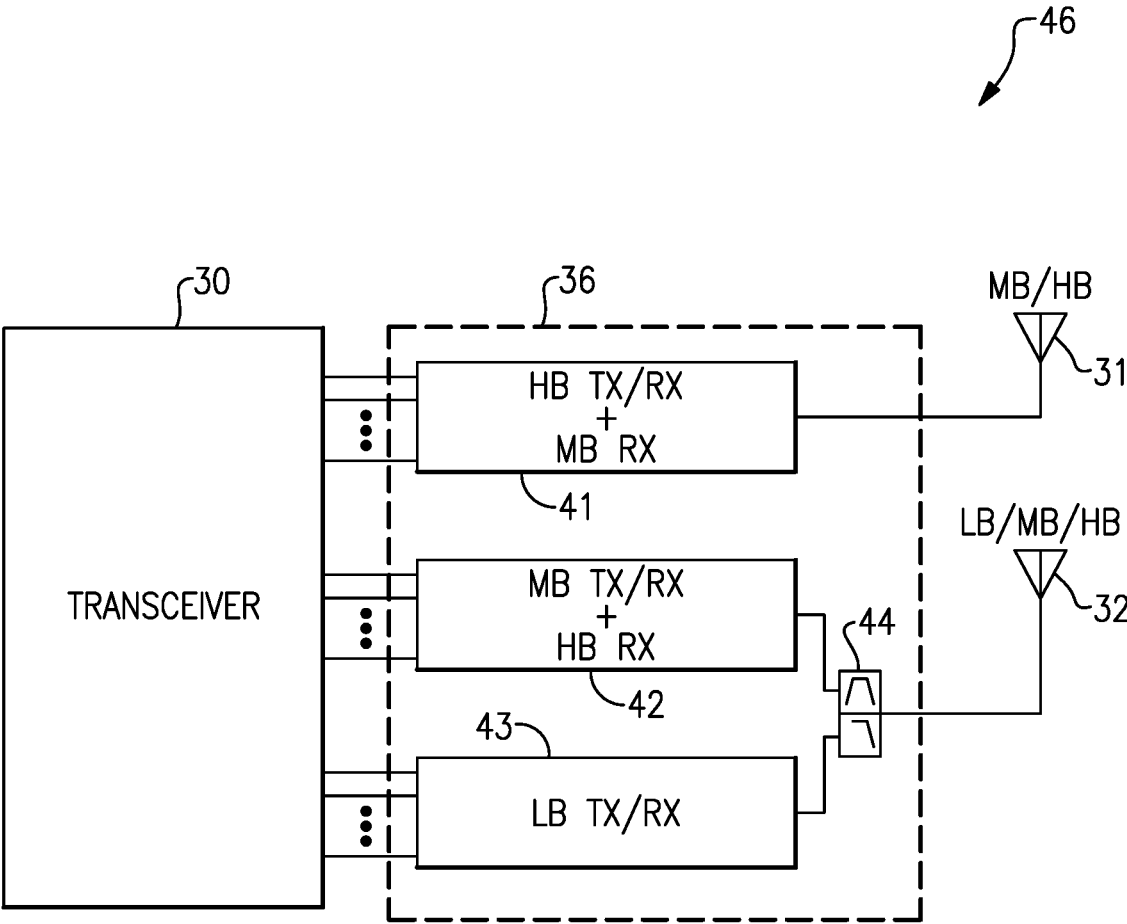 46
30
36
MB/HB
31
HB TX/RX
+
MB RX
41
LB/MB/HB
32
TRANSCEIVER
MB TX/RX
+
HB RX
44
42
43
LB TX/RX